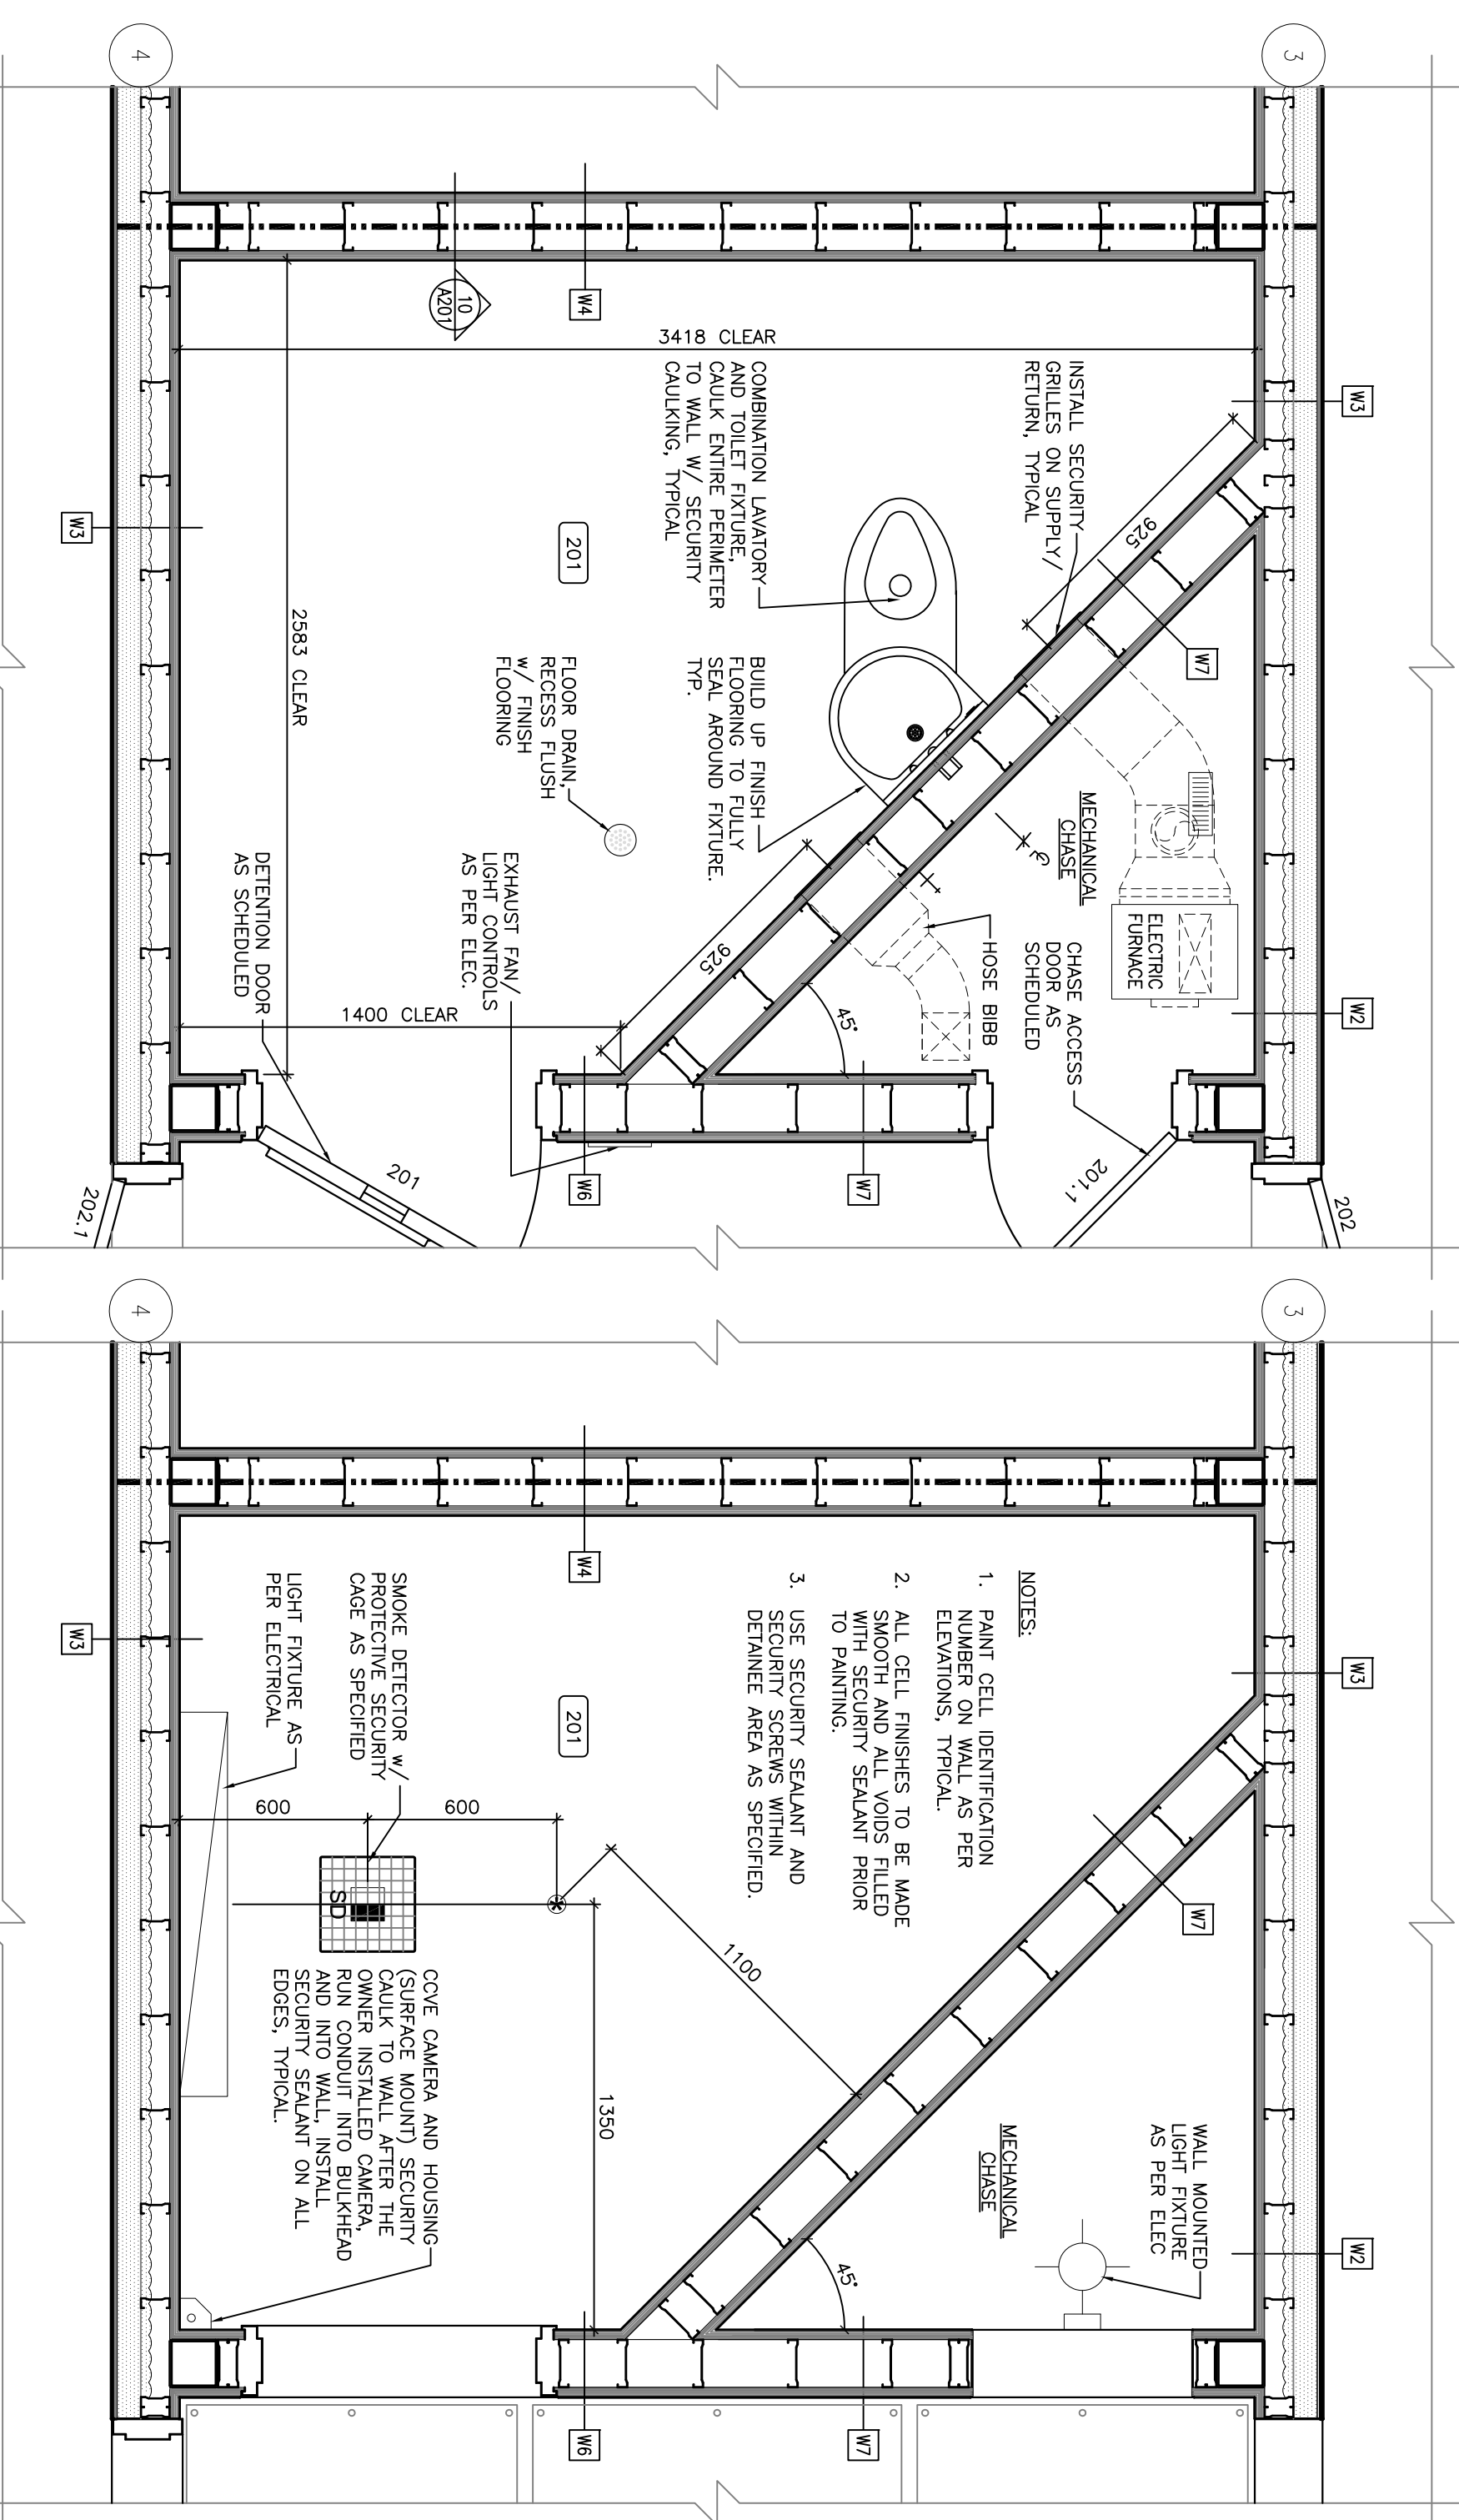 3
4
W3
W2
202
INSTALL SECURITY
GRILLES ON SUPPLY/
RETURN, TYPICAL
925
W7
MECHANICAL
CHASE
ELECTRIC
FURNACE
CHASE ACCESS
DOOR AS
SCHEDULED
201.1
HOSE BIBB
45°
W7
W4
3418 CLEAR
COMBINATION LAVATORY
AND TOILET FIXTURE,
CAULK ENTIRE PERIMETER
TO WALL W/ SECURITY
CAULKING, TYPICAL
BUILD UP FINISH
FLOORING TO FULLY
SEAL AROUND FIXTURE.
TYP.
925
201
FLOOR DRAIN,
RECESS FLUSH
w/ FINISH
FLOORING
EXHAUST FAN/
LIGHT CONTROLS
AS PER ELEC.
W6
10
A201
1400 CLEAR
2583 CLEAR
DETENTION DOOR
AS SCHEDULED
201
W3
202.1
3
4
W3
W2
NOTES:
1. PAINT CELL IDENTIFICATION
NUMBER ON WALL AS PER
ELEVATIONS, TYPICAL.
2. ALL CELL FINISHES TO BE MADE
SMOOTH AND ALL VOIDS FILLED
WITH SECURITY SEALANT PRIOR
TO PAINTING.
3. USE SECURITY SEALANT AND
SECURITY SCREWS WITHIN
DETAINEE AREA AS SPECIFIED.
W7
WALL MOUNTED
LIGHT FIXTURE
AS PER ELEC
MECHANICAL
CHASE
45°
W7
W4
201
1100
1350
W6
SMOKE DETECTOR w/
PROTECTIVE SECURITY
CAGE AS SPECIFIED
600
600
SD
LIGHT FIXTURE AS
PER ELECTRICAL
CCVE CAMERA AND HOUSING
(SURFACE MOUNT) SECURITY
CAULK TO WALL AFTER THE
OWNER INSTALLED CAMERA,
RUN CONDUIT INTO BULKHEAD
AND INTO WALL, INSTALL
SECURITY SEALANT ON ALL
EDGES, TYPICAL.
W3